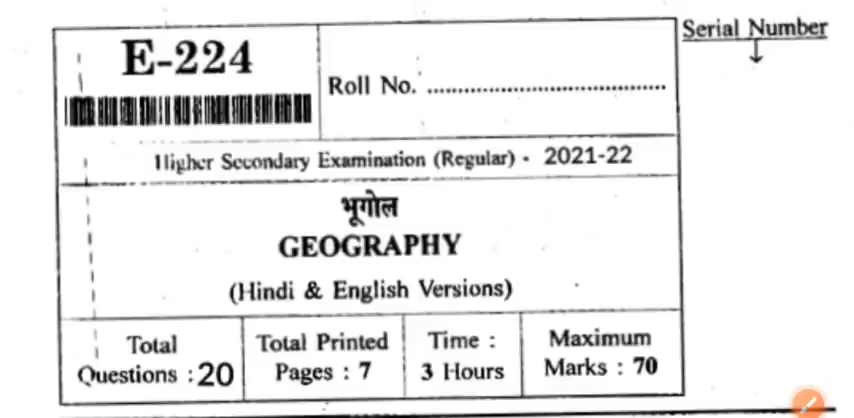 Serial Number
E-224
Roll No. ......................................
Higher Secondary Examination (Regular) - 2021-22
भूगोल
GEOGRAPHY
(Hindi & English Versions)
Total Questions : 20
Total Printed Pages : 7
Time : 3 Hours
Maximum Marks : 70